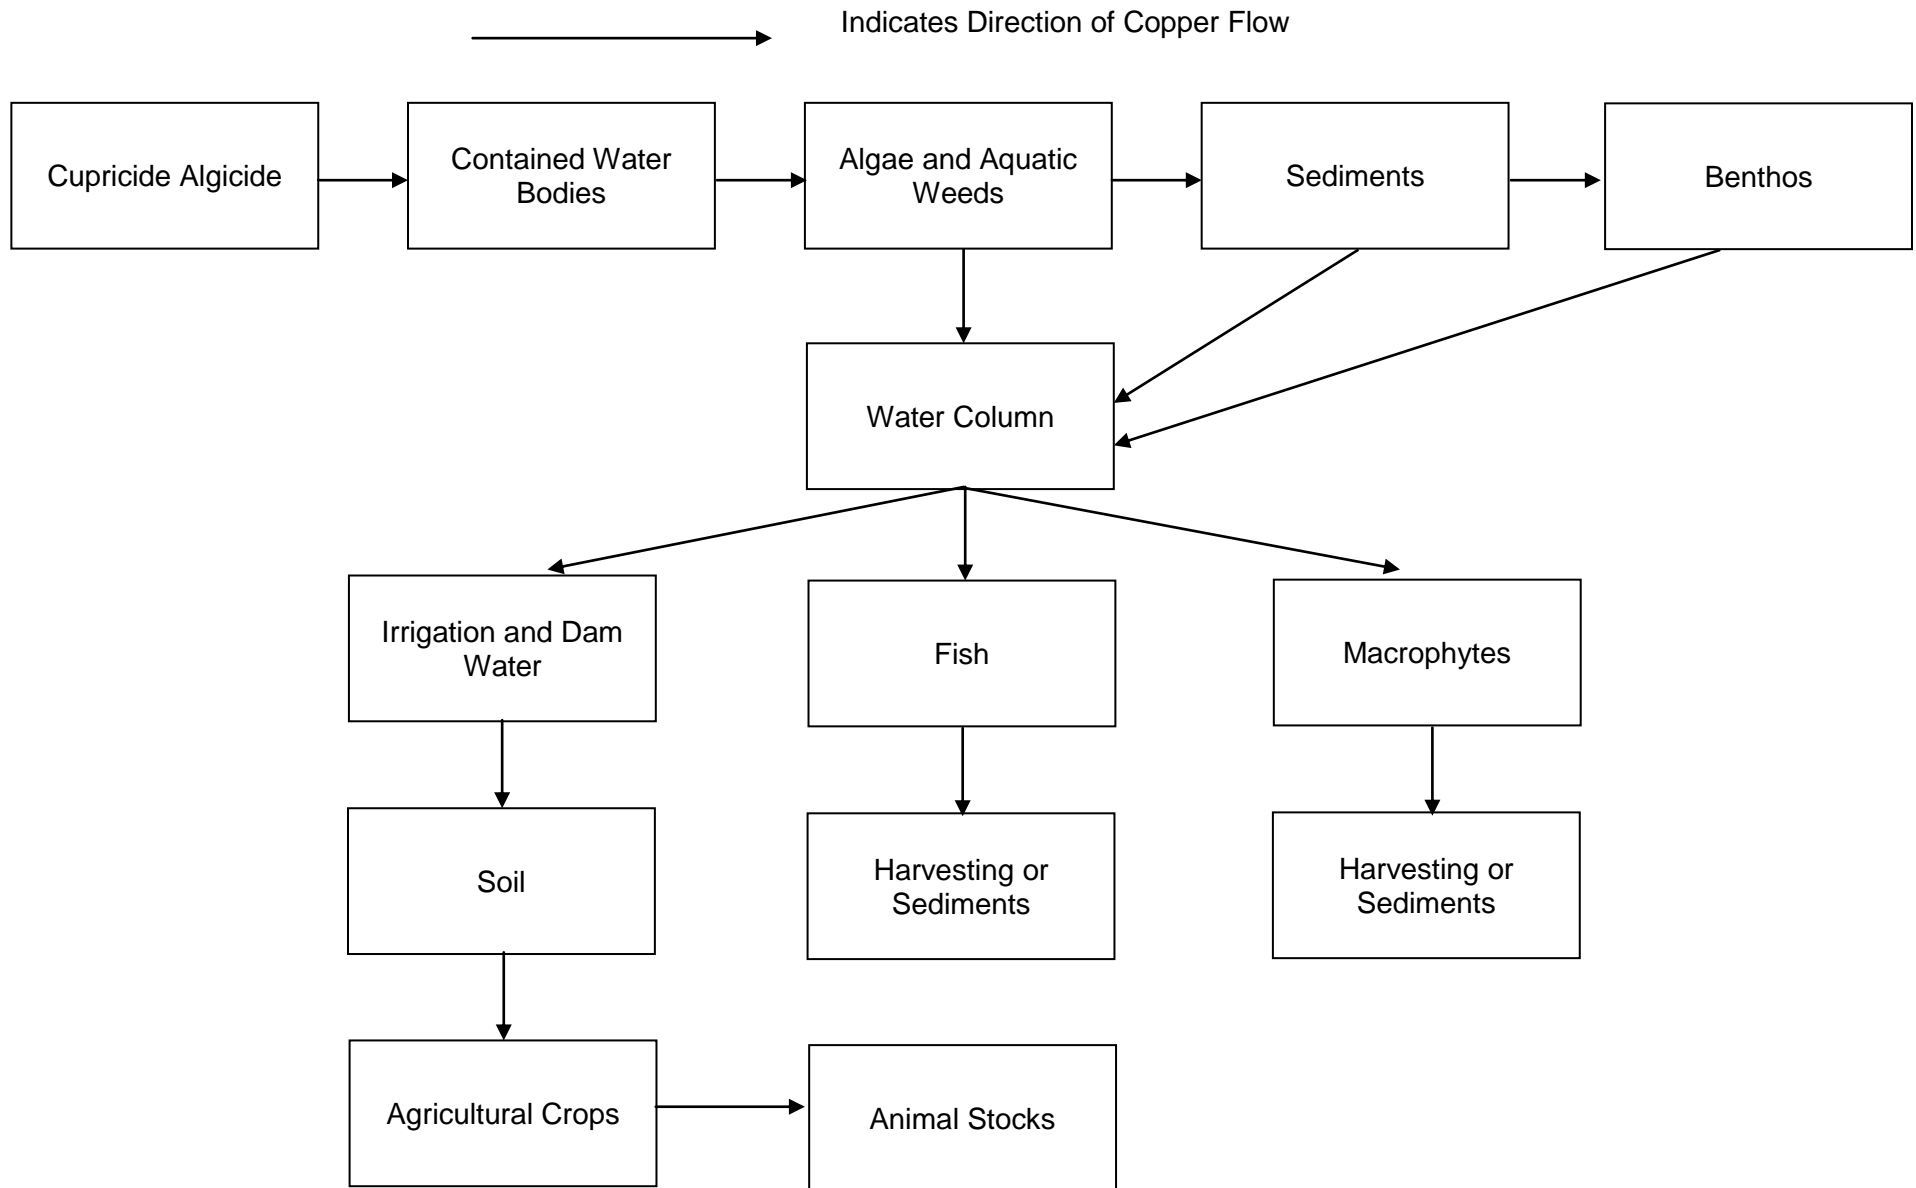 Indicates Direction of Copper Flow
Cupricide Algicide
Contained Water
Bodies
Algae and Aquatic
Weeds
Sediments
Benthos
Water Column
Irrigation and Dam
Water
Fish
Macrophytes
Soil
Harvesting or
Sediments
Harvesting or
Sediments
Agricultural Crops
Animal Stocks